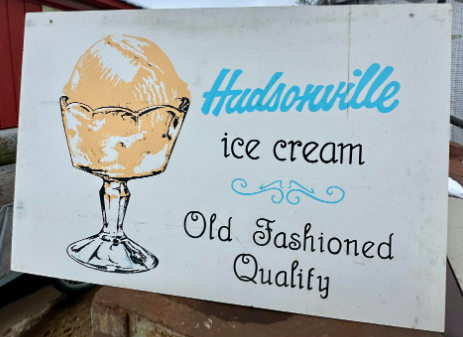 Hudsonville
ice cream
Old Fashioned
Quality